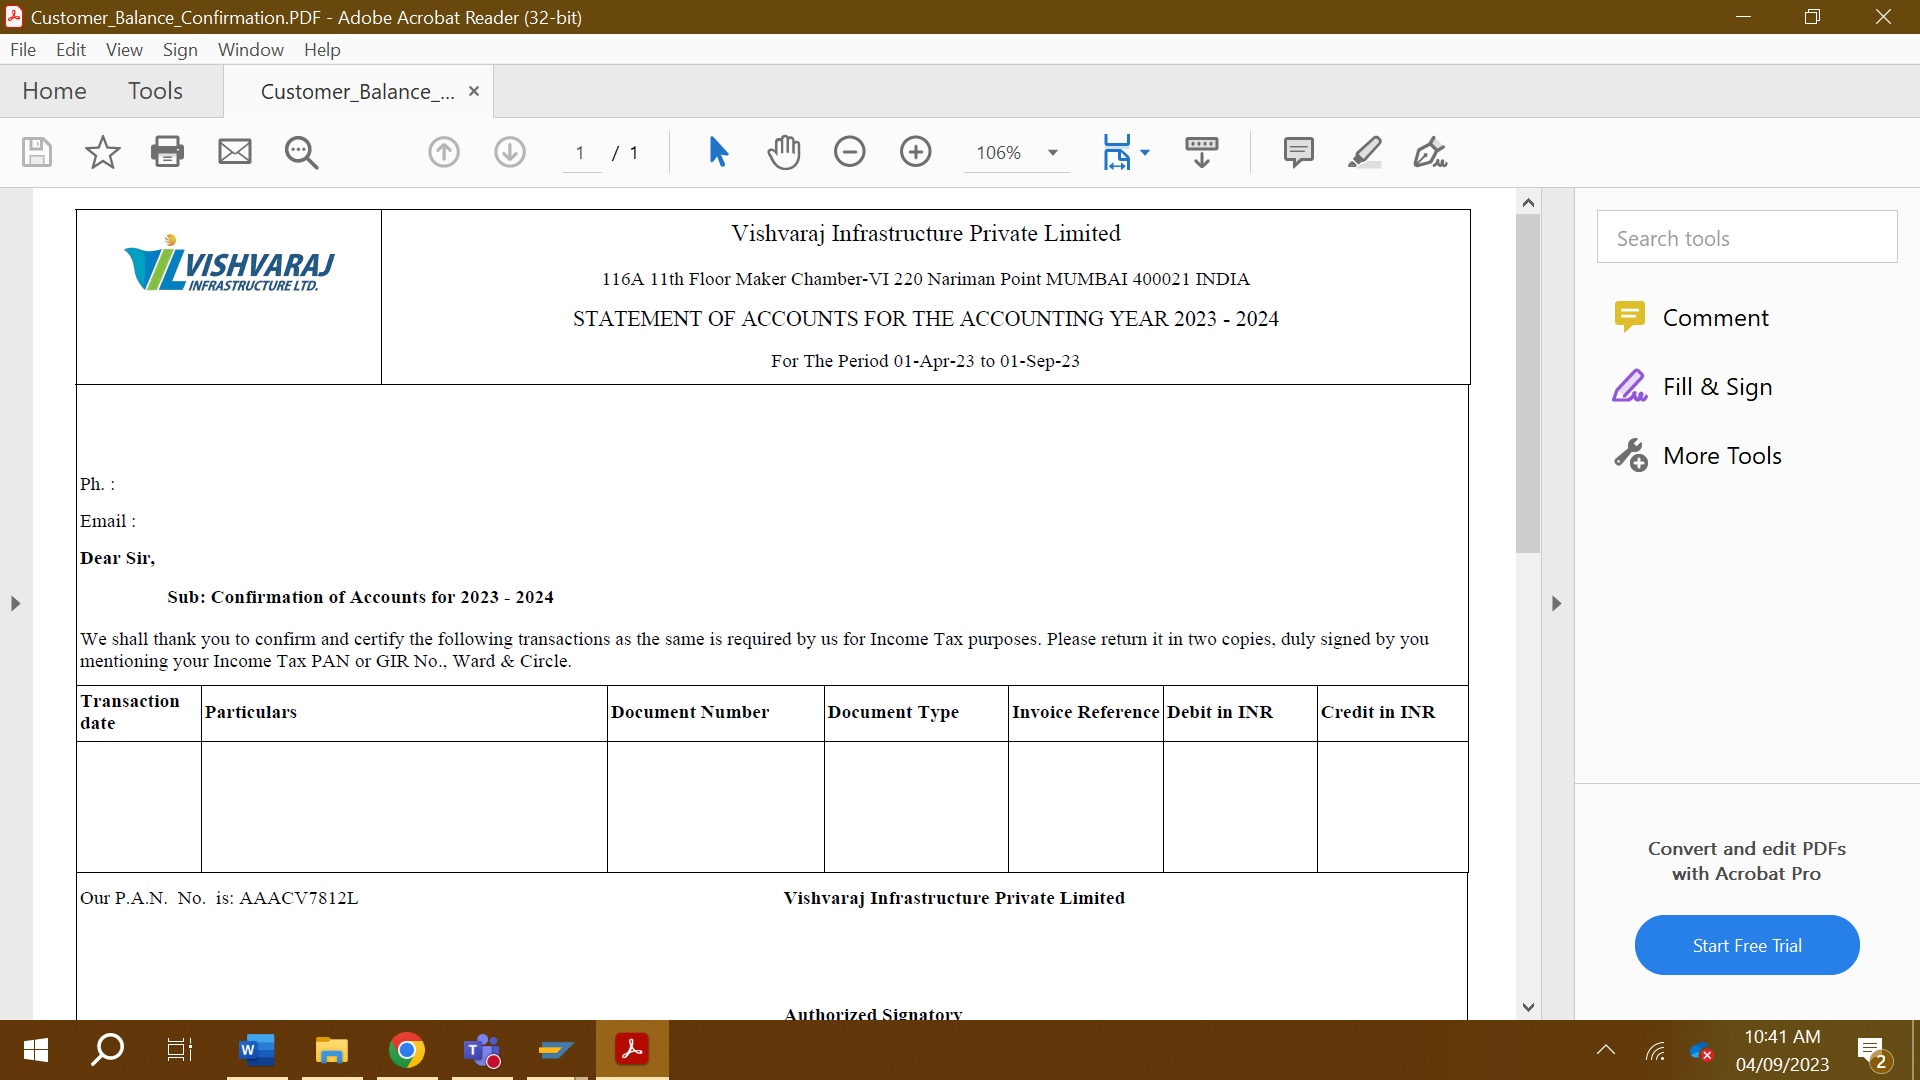 Customer_Balance_Confirmation.PDF - Adobe Acrobat Reader (32-bit)
File Edit View Sign Window Help
Home Tools Customer_Balance_... ×
1 / 1 106%
VISHVARAJ
INFRASTRUCTURE LTD.
Vishvaraj Infrastructure Private Limited
116A 11th Floor Maker Chamber-VI 220 Nariman Point MUMBAI 400021 INDIA
STATEMENT OF ACCOUNTS FOR THE ACCOUNTING YEAR 2023 - 2024
For The Period 01-Apr-23 to 01-Sep-23
Ph. :
Email :
Dear Sir,
Sub: Confirmation of Accounts for 2023 - 2024
We shall thank you to confirm and certify the following transactions as the same is required by us for Income Tax purposes. Please return it in two copies, duly signed by you
mentioning your Income Tax PAN or GIR No., Ward & Circle.
Transaction date Particulars Document Number Document Type Invoice Reference Debit in INR Credit in INR
Our P.A.N. No. is: AAACV7812L Vishvaraj Infrastructure Private Limited
Authorized Signatory
Search tools
Comment
Fill & Sign
More Tools
Convert and edit PDFs
with Acrobat Pro
Start Free Trial
10:41 AM
04/09/2023
2